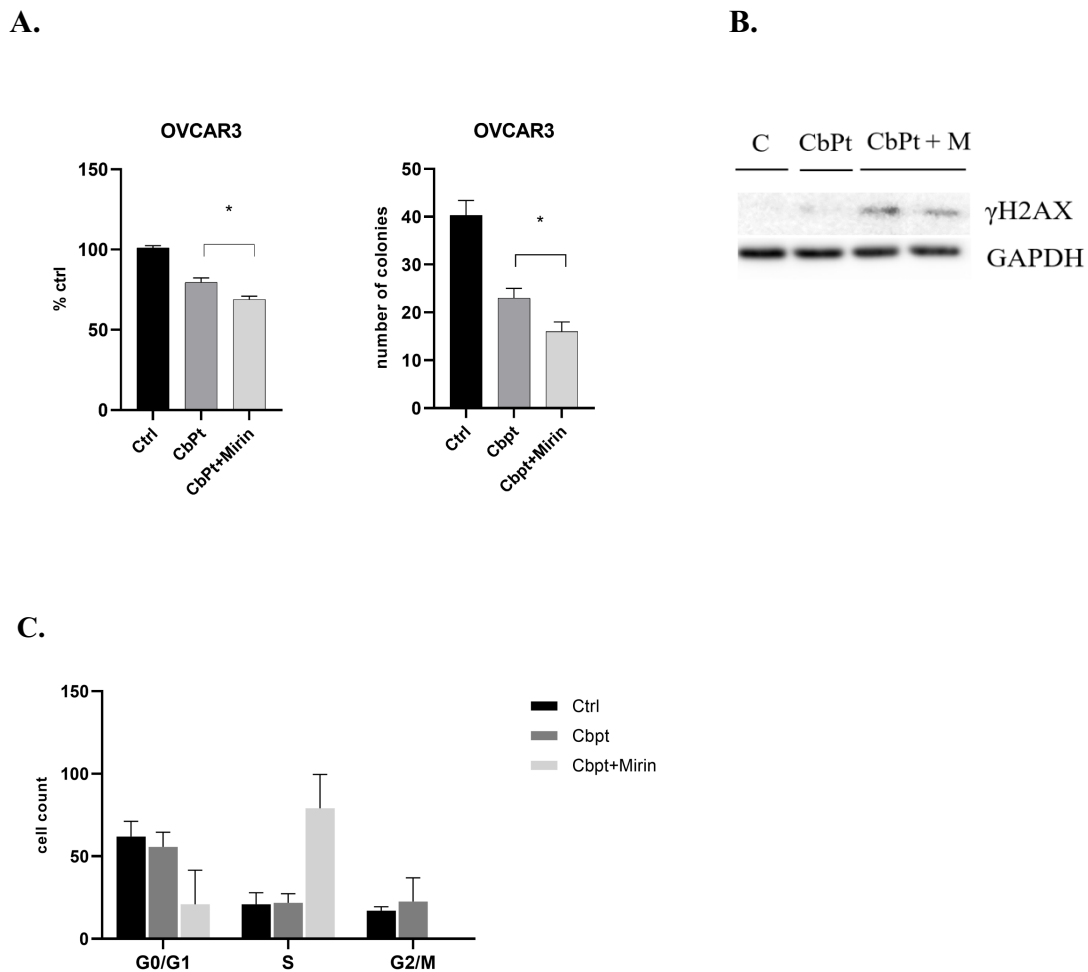 A.
OVCAR3
150
100
50
0
% ctrl
*
Ctrl
CbPt
CbPt+Mirin
OVCAR3
50
40
30
20
10
0
number of colonies
*
Ctrl
Cbpt
Cbpt+Mirin
B.
C CbPt CbPt + M
γH2AX
GAPDH
C.
150
100
50
0
cell count
G0/G1 S G2/M
Ctrl
Cbpt
Cbpt+Mirin